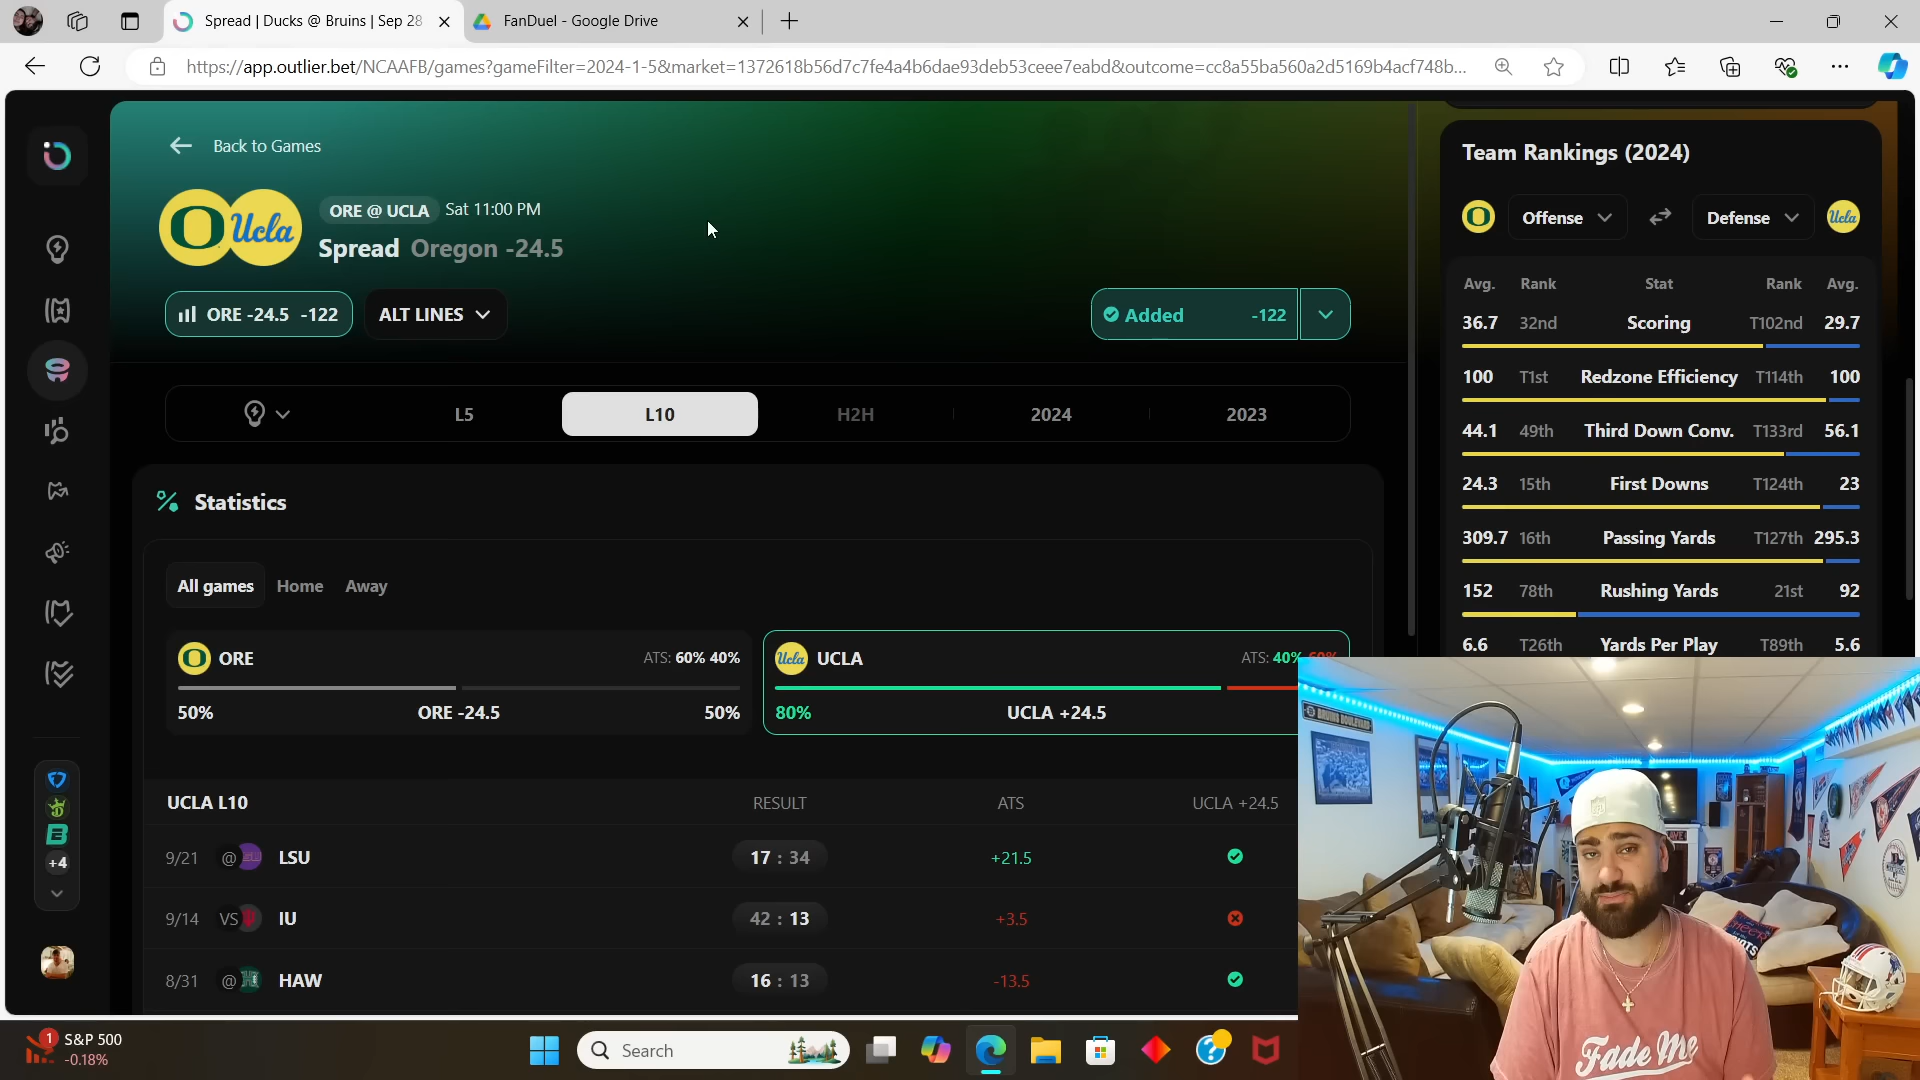 Spread | Ducks @ Bruins | Sep 28
FanDuel - Google Drive
https://app.outlier.bet/NCAAFB/games?gameFilter=2024-1-5&market=1372618b56d7c7fe4a4b6dae93deb53ceee7eabd&outcome=cc8a55ba560a2d5169b4acf748b...
Back to Games
ORE @ UCLA Sat 11:00 PM
Spread Oregon -24.5
ORE -24.5 -122
ALT LINES
Added -122
L5 L10 H2H 2024 2023
Statistics
All games Home Away
ORE ATS: 60% 40%
50% ORE -24.5 50%
Ucla UCLA ATS: 40% 60%
80% UCLA +24.5
UCLA L10 RESULT ATS UCLA +24.5
9/21 @ LSU 17 : 34 +21.5
9/14 VS IU 42 : 13 +3.5
8/31 @ HAW 16 : 13 -13.5
Team Rankings (2024)
Offense Defense Ucla
Avg. Rank Stat Rank Avg.
36.7 32nd Scoring T102nd 29.7
100 T1st Redzone Efficiency T114th 100
44.1 49th Third Down Conv. T133rd 56.1
24.3 15th First Downs T124th 23
309.7 16th Passing Yards T127th 295.3
152 78th Rushing Yards 21st 92
6.6 T26th Yards Per Play T89th 5.6
+4
BRUINS BOULEVARD
NFL
Fade Me
1
S&P 500
-0.18%
Search